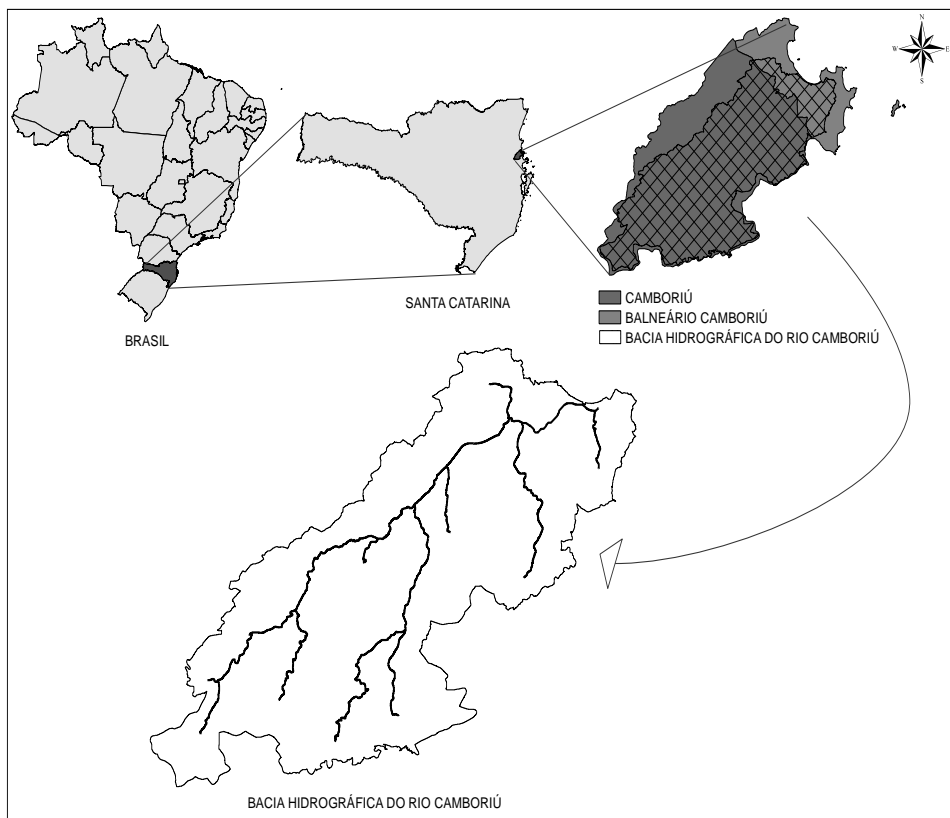 N
W
E
S
SANTA CATARINA
BRASIL
CAMBORIÚ
BALNEÁRIO CAMBORIÚ
BACIA HIDROGRÁFICA DO RIO CAMBORIÚ
BACIA HIDROGRÁFICA DO RIO CAMBORIÚ